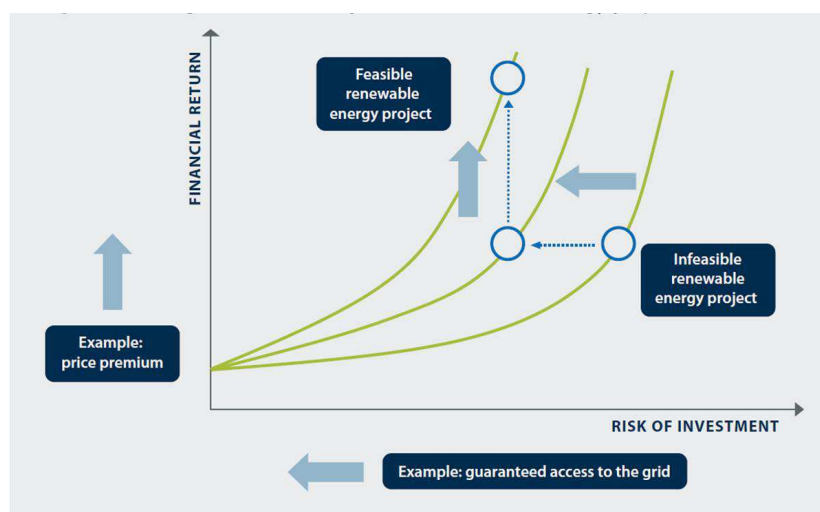 FINANCIAL RETURN
Feasible
renewable
energy project
Infeasible
renewable
energy project
Example:
price premium
RISK OF INVESTMENT
Example: guaranteed access to the grid